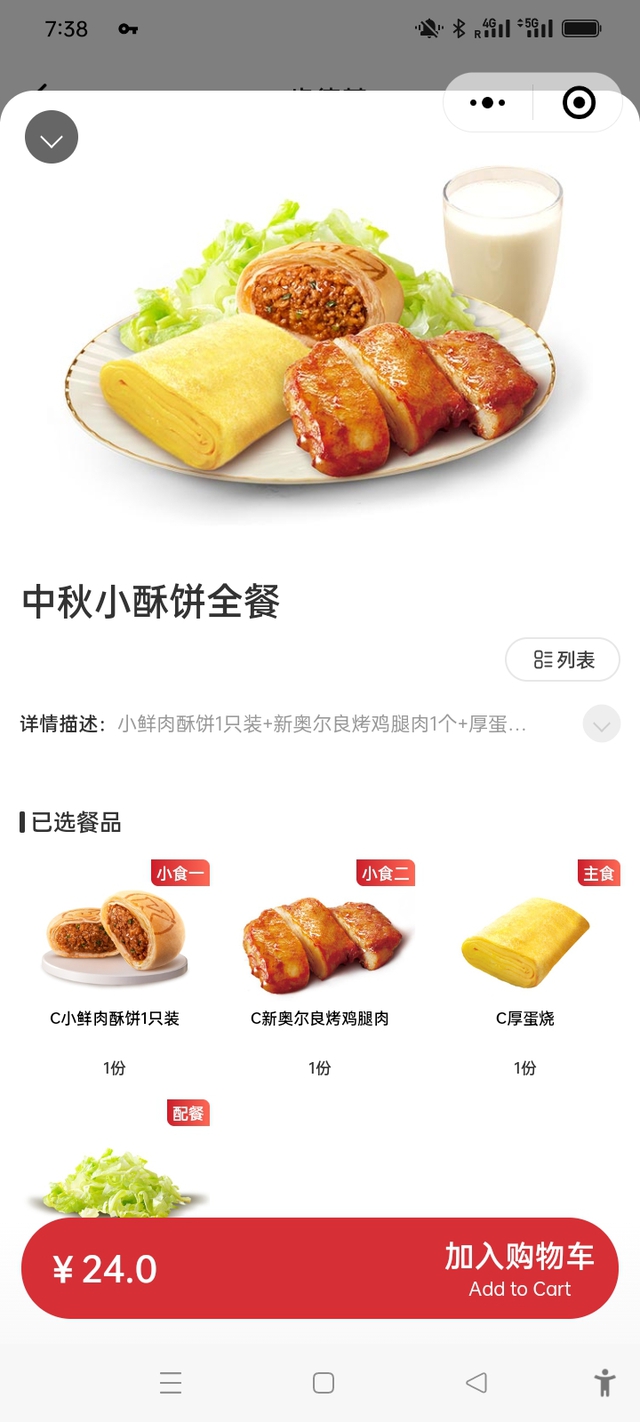 7:38
R 4G 5G
中秋小酥饼全餐
列表
详情描述：小鲜肉酥饼1只装+新奥尔良烤鸡腿肉1个+厚蛋...
已选餐品
小食一
小食二
主食
C小鲜肉酥饼1只装
C新奥尔良烤鸡腿肉
C厚蛋烧
1份
1份
1份
配餐
¥ 24.0
加入购物车
Add to Cart